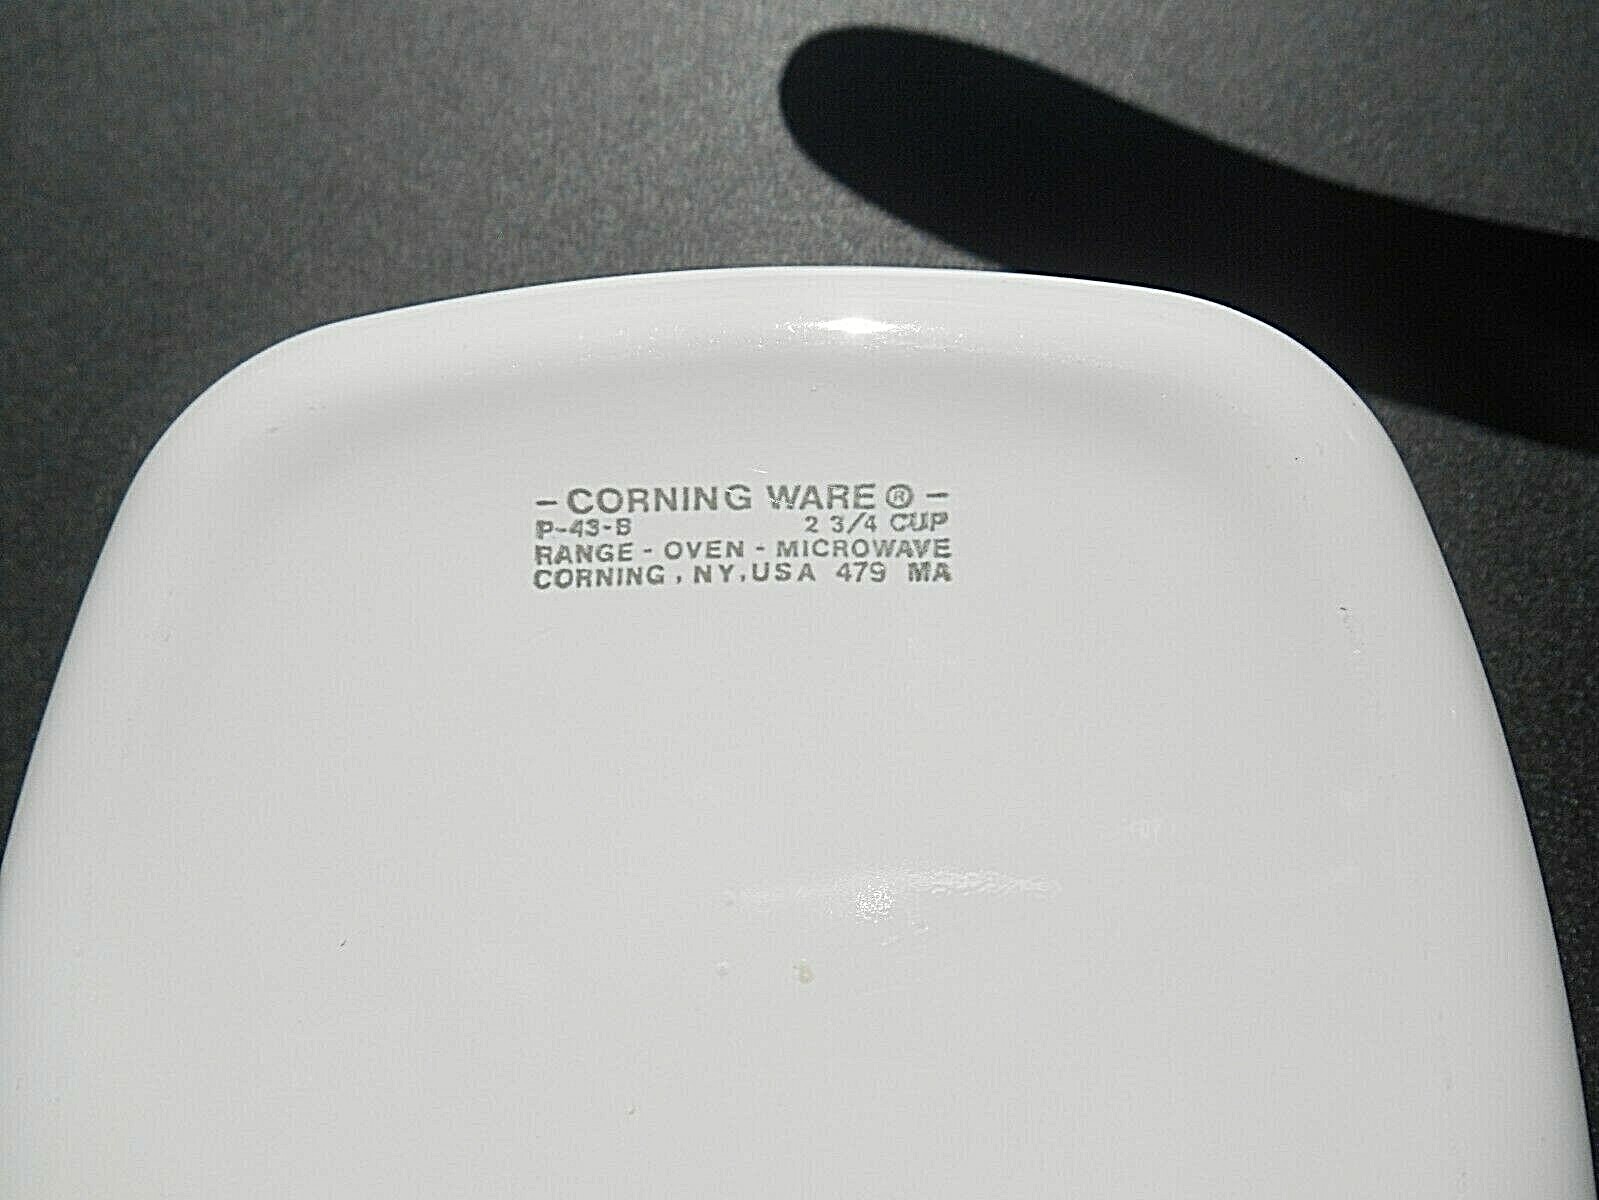 - CORNING WARE ® -
P-43-B 2 3/4 CUP
RANGE - OVEN - MICROWAVE
CORNING, NY, USA 479 MA